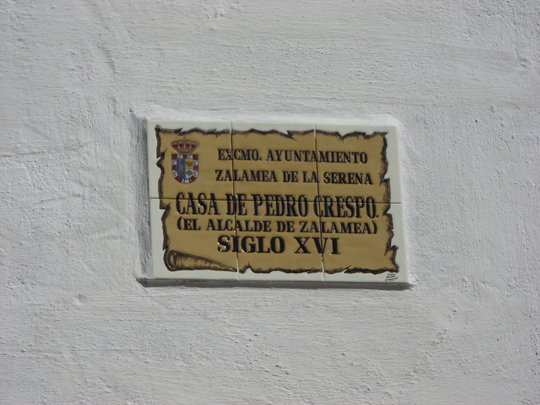 EXCMO. AYUNTAMIENTO
ZALAMEA DE LA SERENA
CASA DE PEDRO CRESPO.
(EL ALCALDE DE ZALAMEA)
SIGLO XVI